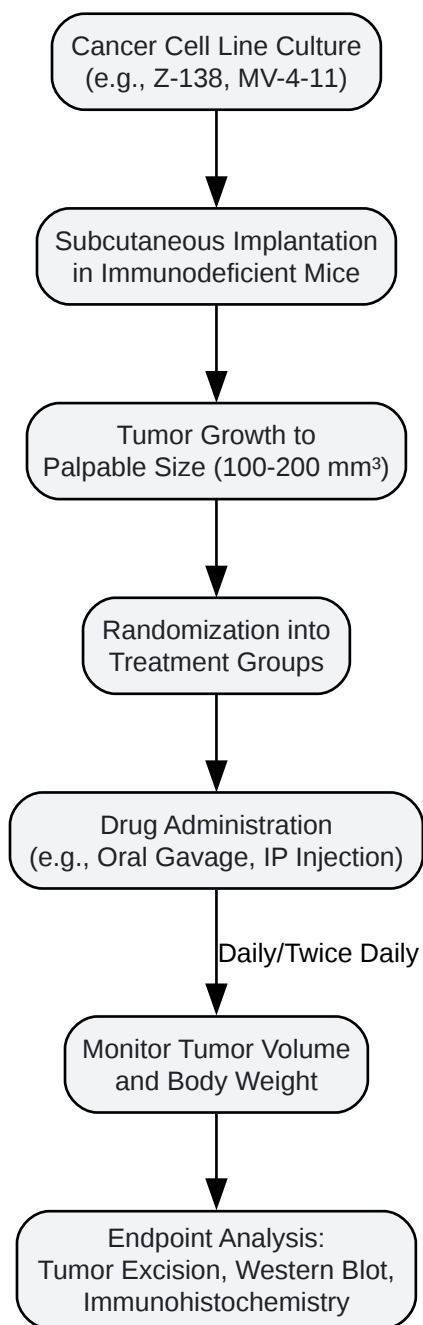 Cancer Cell Line Culture
(e.g., Z-138, MV-4-11)
Subcutaneous Implantation
in Immunodeficient Mice
Tumor Growth to
Palpable Size (100-200 mm³)
Randomization into
Treatment Groups
Drug Administration
(e.g., Oral Gavage, IP Injection)
Daily/Twice Daily
Monitor Tumor Volume
and Body Weight
Endpoint Analysis:
Tumor Excision, Western Blot,
Immunohistochemistry